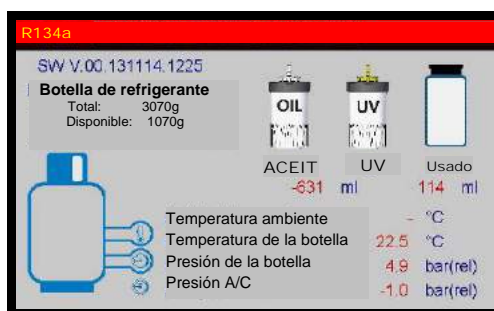 R134a
SW V.00.131114.1225
Botella de refrigerante
Total: 3070g
Disponible: 1070g
OIL
UV
ACEIT UV Usado
-631 ml 114 ml
Temperatura ambiente - °C
Temperatura de la botella 22.5 °C
Presión de la botella 4.9 bar(rel)
Presión A/C -1.0 bar(rel)